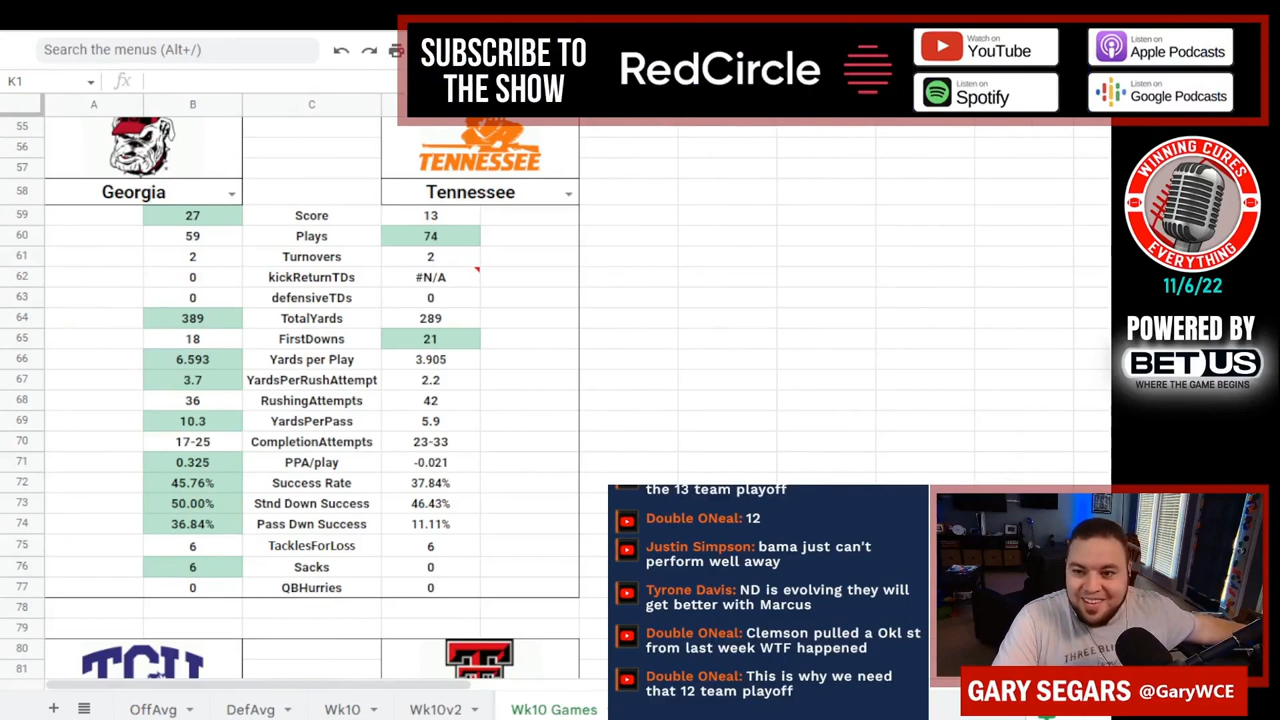 Search the menus (Alt+/)
SUBSCRIBE TO
THE SHOW
RedCircle
Watch on
YouTube
Listen on
Spotify
Listen on
Apple Podcasts
Listen on
Google Podcasts
K1
fx
A B C
55
56
57 TENNESSEE
58 Georgia Tennessee
59 27 Score 13
60 59 Plays 74
61 2 Turnovers 2
62 0 kickReturnTDs #N/A
63 0 defensiveTDs 0
64 389 TotalYards 289
65 18 FirstDowns 21
66 6.593 Yards per Play 3.905
67 3.7 YardsPerRushAttempt 2.2
68 36 RushingAttempts 42
69 10.3 YardsPerPass 5.9
70 17-25 CompletionAttempts 23-33
71 0.325 PPA/play -0.021
72 45.76% Success Rate 37.84%
73 50.00% Stnd Down Success 46.43%
74 36.84% Pass Dwn Success 11.11%
75 6 TacklesForLoss 6
76 6 Sacks 0
77 0 QBHurries 0
78
79
80
81 TCU T
OffAvg DefAvg Wk10 Wk10v2 Wk10 Games
WINNING CURES
EVERYTHING
11/6/22
POWERED BY
BETUS
WHERE THE GAME BEGINS
the 13 team playoff
Double ONeal: 12
Justin Simpson: bama just can't
perform well away
Tyrone Davis: ND is evolving they will
get better with Marcus
Double ONeal: Clemson pulled a Okl st
from last week WTF happened
Double ONeal: This is why we need
that 12 team playoff
THREE BLI
GARY SEGARS @GaryWCE